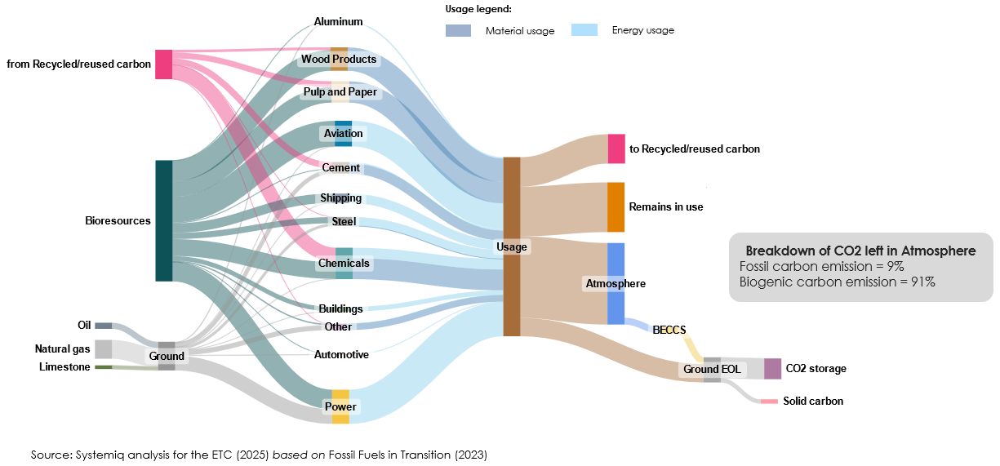 Usage legend:
Material usage
Energy usage
Aluminum
from Recycled/reused carbon
Wood Products
Pulp and Paper
Aviation
Cement
Shipping
Bioresources
Steel
Chemicals
Buildings
Oil
Other
Natural gas
Ground
Automotive
Limestone
Power
Usage
to Recycled/reused carbon
Remains in use
Atmosphere
BECCS
Ground EOL
CO2 storage
Solid carbon
Breakdown of CO2 left in Atmosphere
Fossil carbon emission = 9%
Biogenic carbon emission = 91%
Source: Systemiq analysis for the ETC (2025) based on Fossil Fuels in Transition (2023)